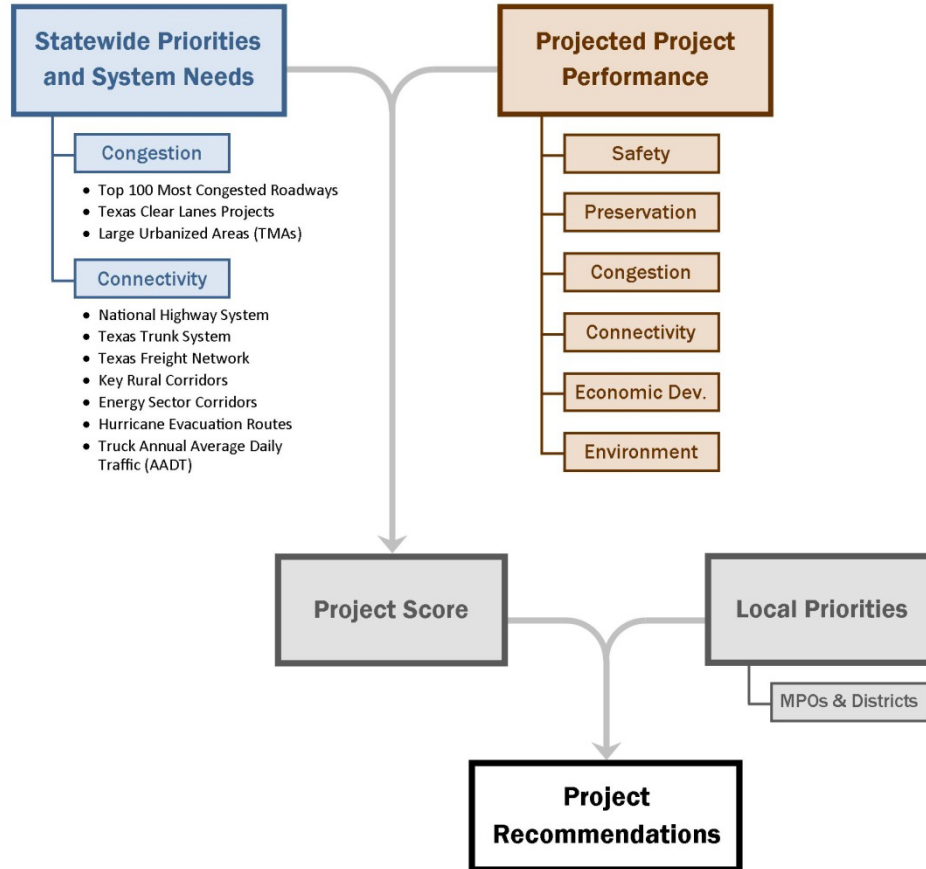 Statewide Priorities
and System Needs
Congestion
• Top 100 Most Congested Roadways
• Texas Clear Lanes Projects
• Large Urbanized Areas (TMAs)
Connectivity
• National Highway System
• Texas Trunk System
• Texas Freight Network
• Key Rural Corridors
• Energy Sector Corridors
• Hurricane Evacuation Routes
• Truck Annual Average Daily
Traffic (AADT)
Projected Project
Performance
Safety
Preservation
Congestion
Connectivity
Economic Dev.
Environment
Project Score
Local Priorities
MPOs & Districts
Project
Recommendations